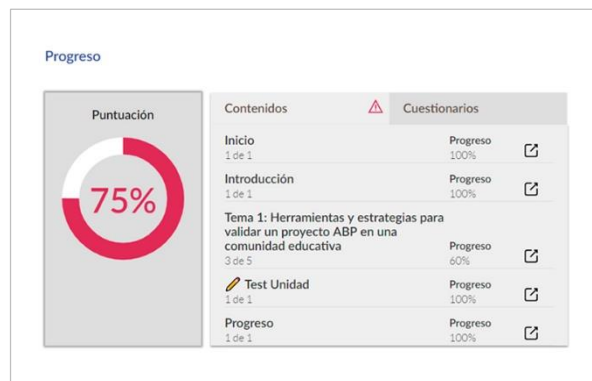 Progreso
Puntuación
75%
Contenidos
Cuestionarios
Inicio
1 de 1
Progreso
100%
Introducción
1 de 1
Progreso
100%
Tema 1: Herramientas y estrategias para
validar un proyecto ABP en una
comunidad educativa
3 de 5
Progreso
60%
Test Unidad
1 de 1
Progreso
100%
Progreso
1 de 1
Progreso
100%